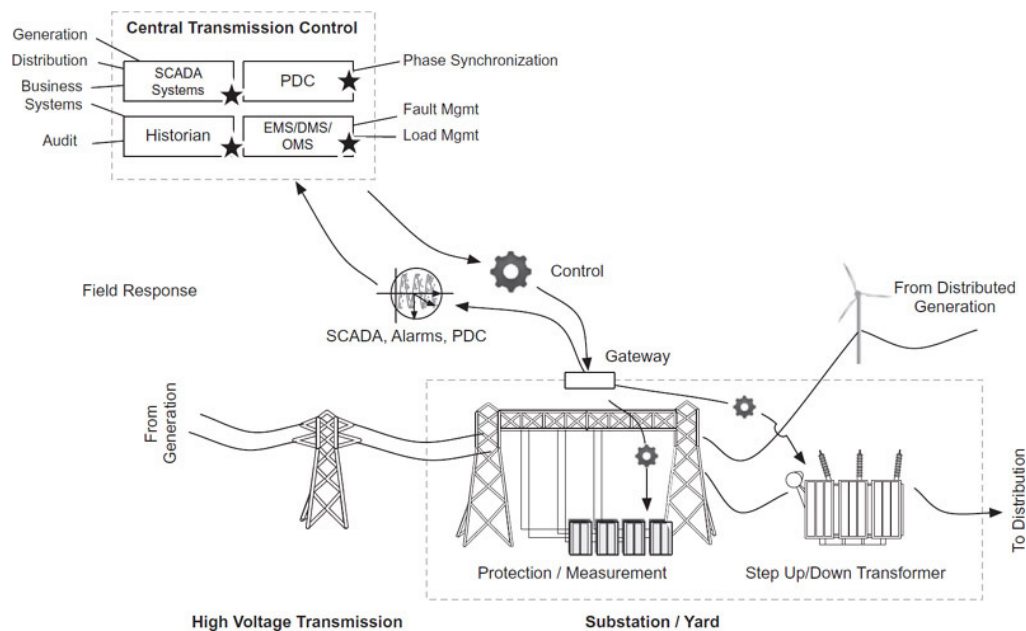 Central Transmission Control
Generation
Distribution
Business
Systems
Audit
SCADA
Systems
PDC
Historian
EMS/DMS/
OMS
Phase Synchronization
Fault Mgmt
Load Mgmt
Field Response
Control
SCADA, Alarms, PDC
From Distributed
Generation
Gateway
From
Generation
To Distribution
Protection / Measurement
Step Up/Down Transformer
High Voltage Transmission
Substation / Yard